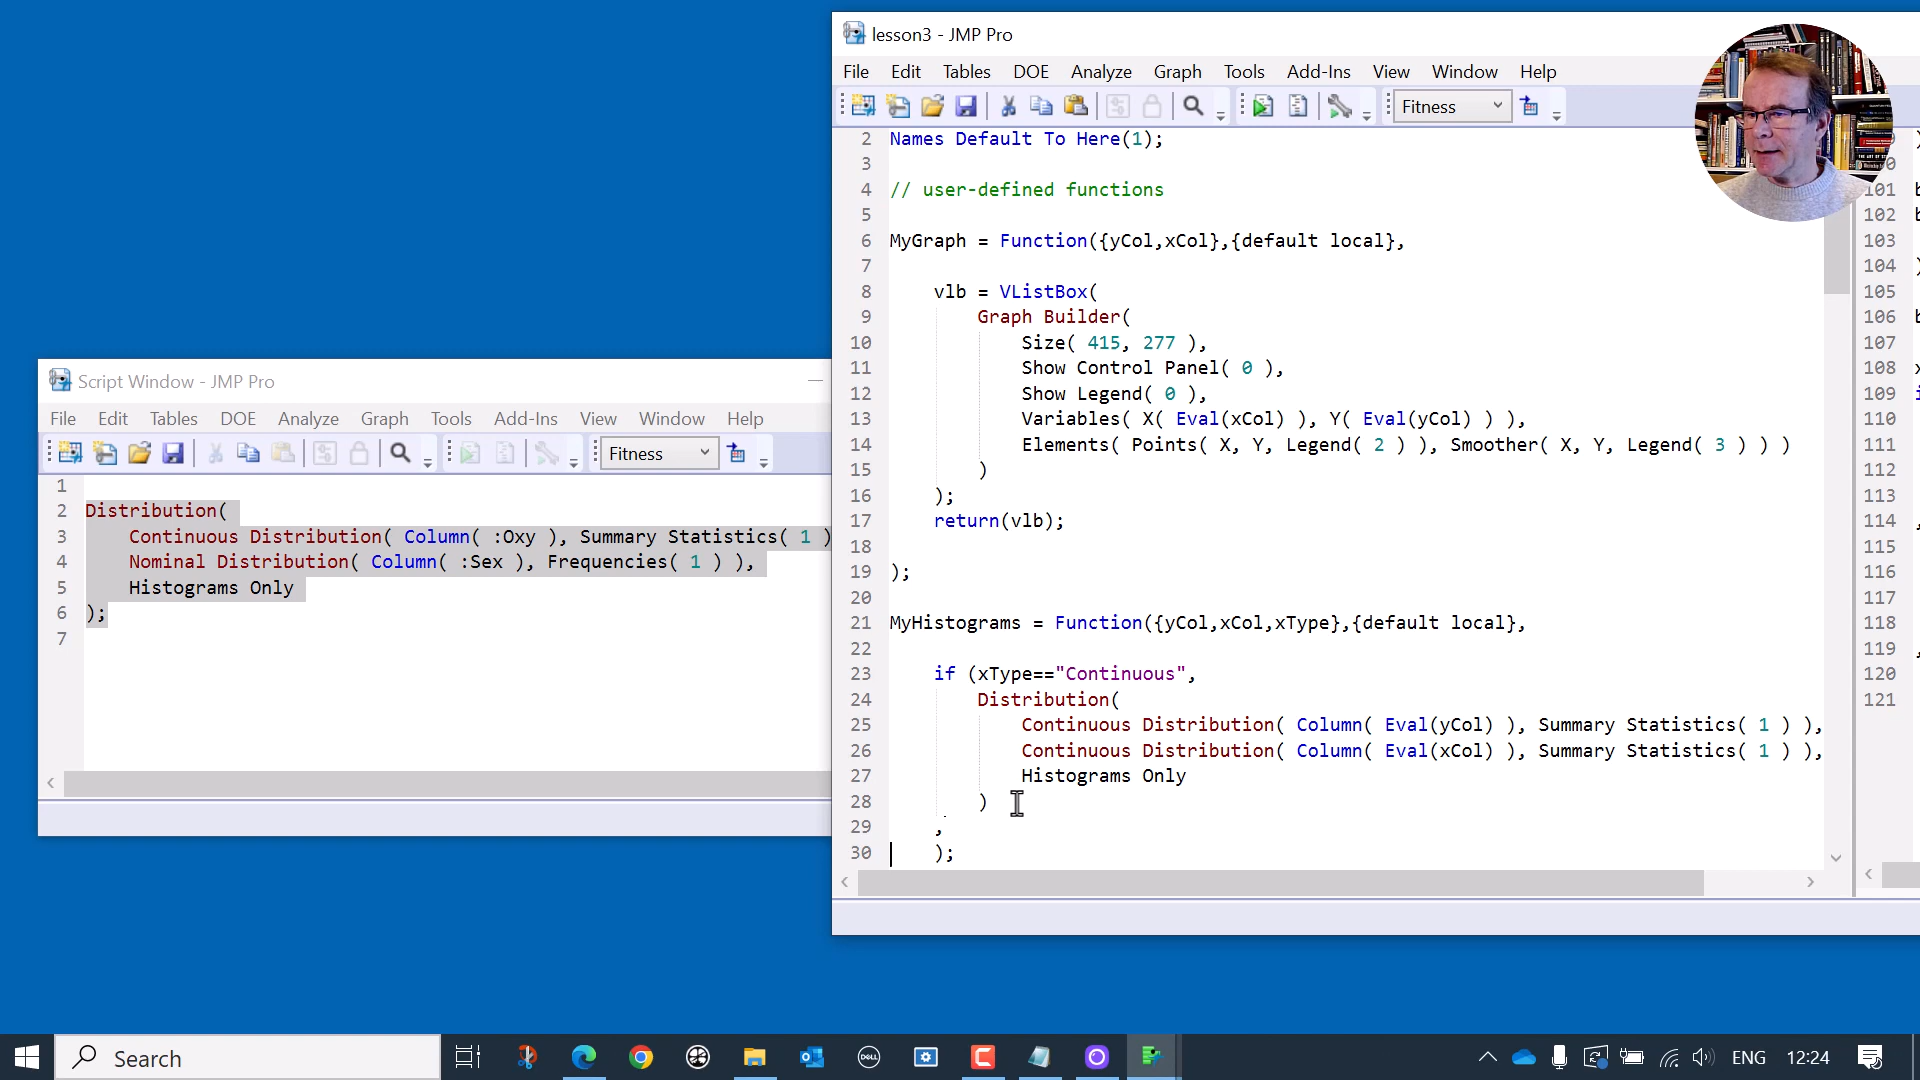 lesson3 - JMP Pro
File Edit Tables DOE Analyze Graph Tools Add-Ins View Window Help
Fitness
2 Names Default To Here(1);
3
4 // user-defined functions
5
6 MyGraph = Function({yCol,xCol},{default local},
7
8 vlb = VListBox(
9 Graph Builder(
10 Size( 415, 277 ),
11 Show Control Panel( 0 ),
12 Show Legend( 0 ),
13 Variables( X( Eval(xCol) ), Y( Eval(yCol) ) ),
14 Elements( Points( X, Y, Legend( 2 ) ), Smoother( X, Y, Legend( 3 ) ) )
15 )
16 );
17 return(vlb);
18
19 );
20
21 MyHistograms = Function({yCol,xCol,xType},{default local},
22
23 if (xType=="Continuous",
24 Distribution(
25 Continuous Distribution( Column( Eval(yCol) ), Summary Statistics( 1 ) ),
26 Continuous Distribution( Column( Eval(xCol) ), Summary Statistics( 1 ) ),
27 Histograms Only
28 )
29 ,
30 );
101
102
103
104 )
105
106
107
108
109
110
111
112
113
114 ,
115
116
117
118
119 ,
120
121
Script Window - JMP Pro
File Edit Tables DOE Analyze Graph Tools Add-Ins View Window Help
Fitness
1
2 Distribution(
3 Continuous Distribution( Column( :Oxy ), Summary Statistics( 1 )
4 Nominal Distribution( Column( :Sex ), Frequencies( 1 ) ),
5 Histograms Only
6 );
7
Search
DELL
ENG 12:24